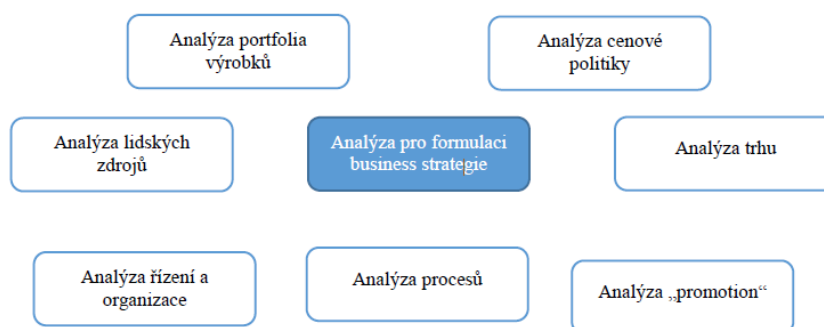 Analýza portfolia
výrobků
Analýza cenové
politiky
Analýza lidských
zdrojů
Analýza pro formulaci
business strategie
Analýza trhu
Analýza řízení a
organizace
Analýza procesů
Analýza „promotion“